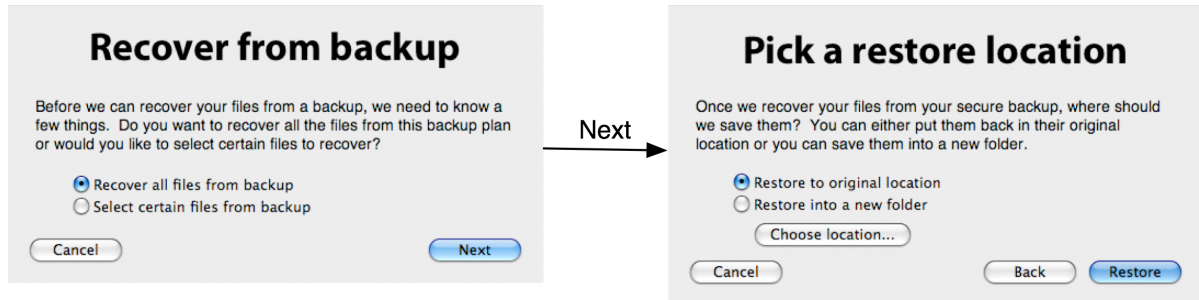 Recover from backup
Before we can recover your files from a backup, we need to know a
few things.  Do you want to recover all the files from this backup plan
or would you like to select certain files to recover?
Recover all files from backup
Select certain files from backup
Cancel
Next
Next
Pick a restore location
Once we recover your files from your secure backup, where should
we save them?  You can either put them back in their original
location or you can save them into a new folder.
Restore to original location
Restore into a new folder
Choose location...
Cancel
Back
Restore